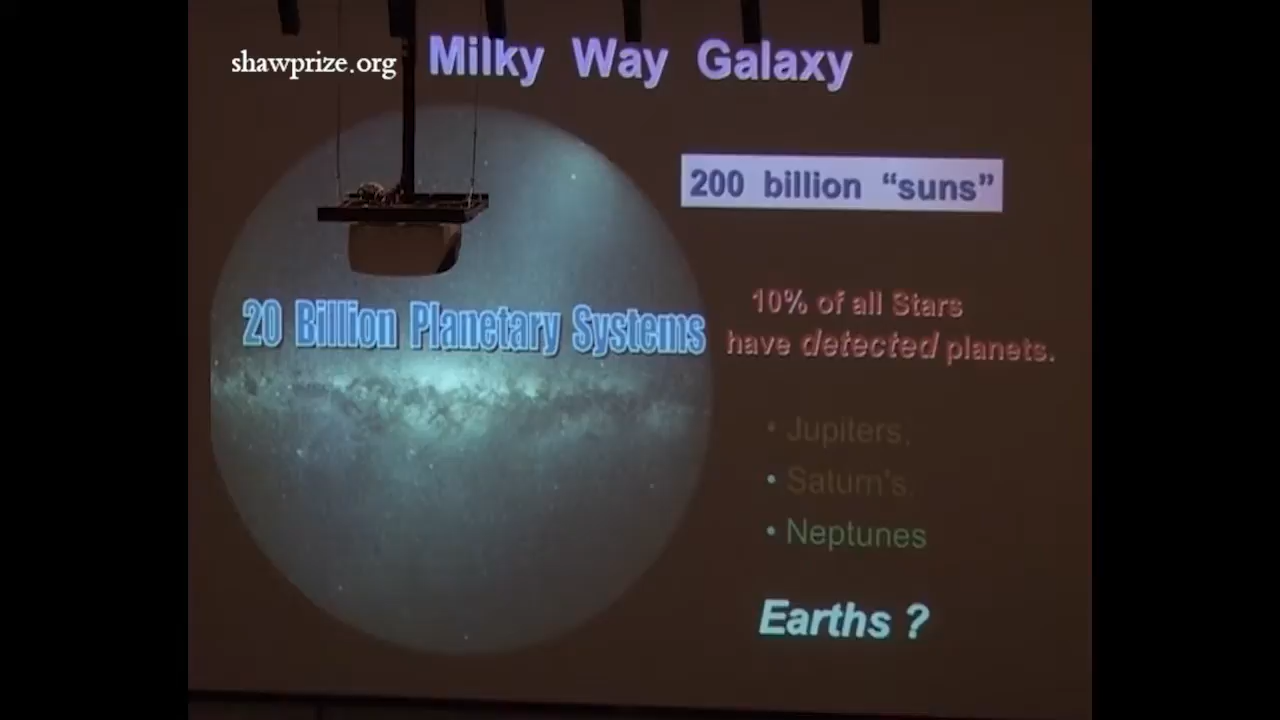 shawprize.org
Milky Way Galaxy
200 billion “suns”
20 Billion Planetary Systems
10% of all Stars
have detected planets.
• Jupiters,
• Saturn's,
• Neptunes
Earths ?